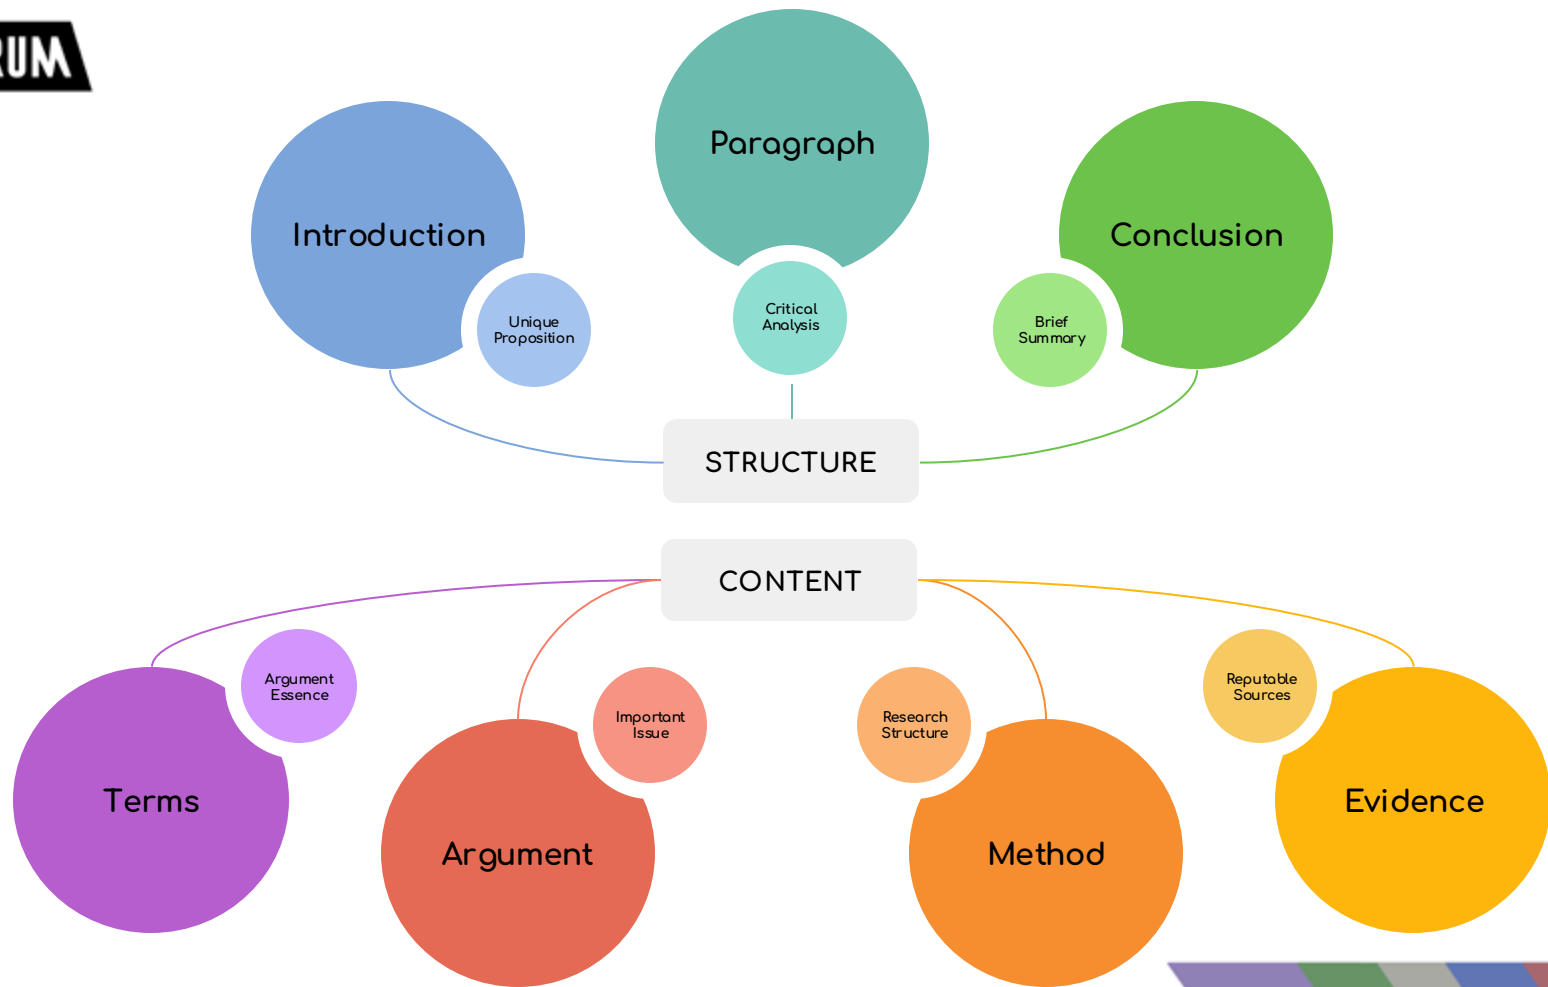 RUM
Paragraph
Introduction
Conclusion
Unique
Proposition
Critical
Analysis
Brief
Summary
STRUCTURE
CONTENT
Argument
Essence
Important
Issue
Research
Structure
Reputable
Sources
Terms
Argument
Method
Evidence